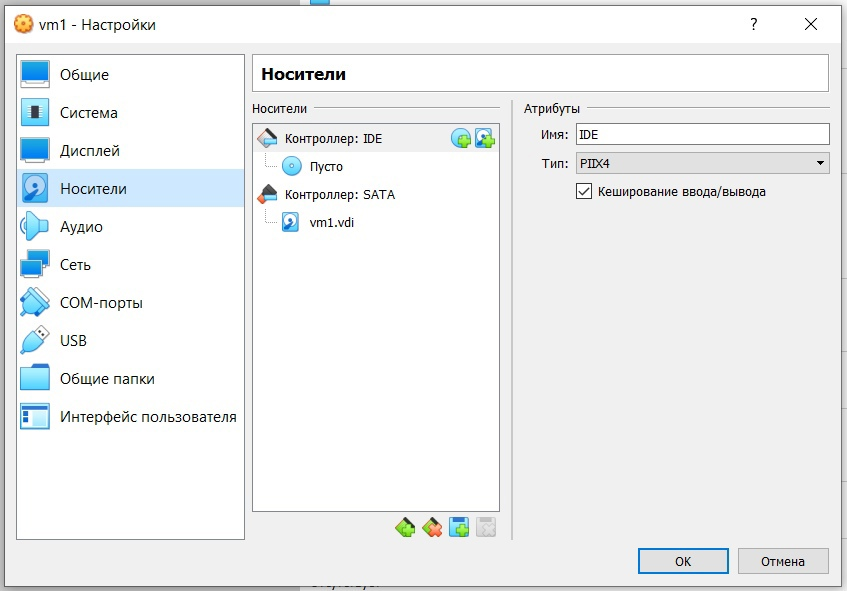 vm1 - Настройки
?
Общие
Система
Дисплей
Носители
Аудио
Сеть
COM-порты
USB
Общие папки
Интерфейс пользователя
Носители
Носители
Контроллер: IDE
Пусто
Контроллер: SATA
vm1.vdi
Атрибуты
Имя: IDE
Тип: PIIX4
Кеширование ввода/вывода
OK
Отмена